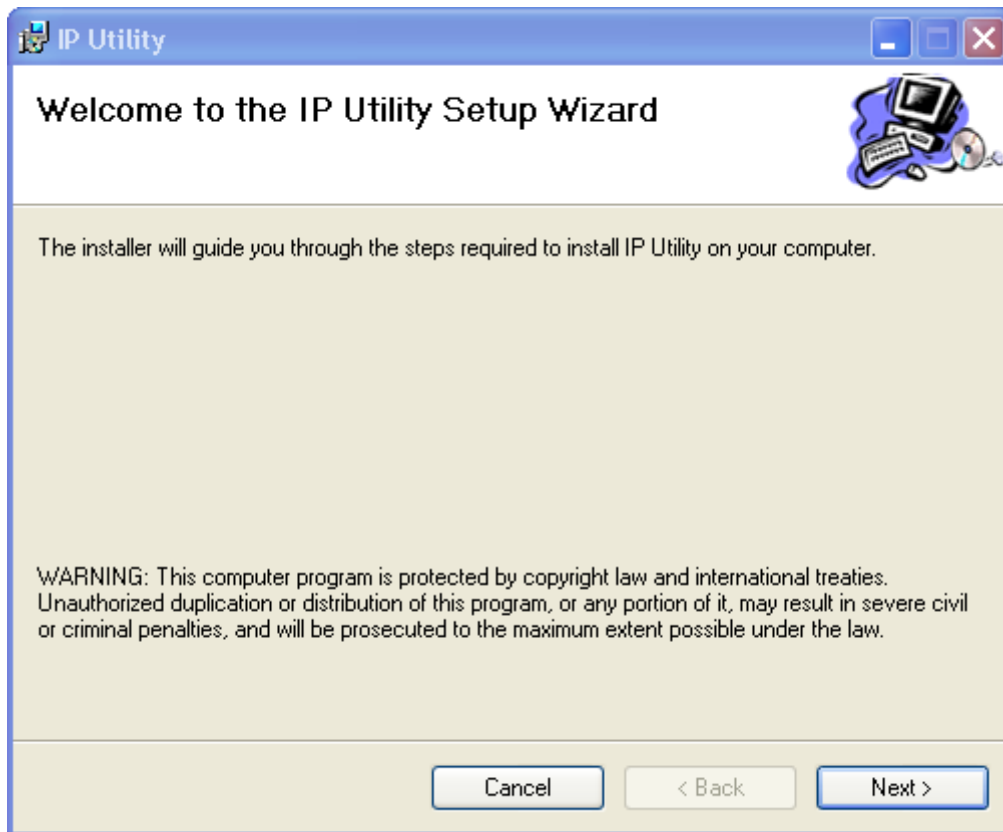 IP Utility
Welcome to the IP Utility Setup Wizard
The installer will guide you through the steps required to install IP Utility on your computer.
WARNING: This computer program is protected by copyright law and international treaties.
Unauthorized duplication or distribution of this program, or any portion of it, may result in severe civil
or criminal penalties, and will be prosecuted to the maximum extent possible under the law.
Cancel < Back Next >